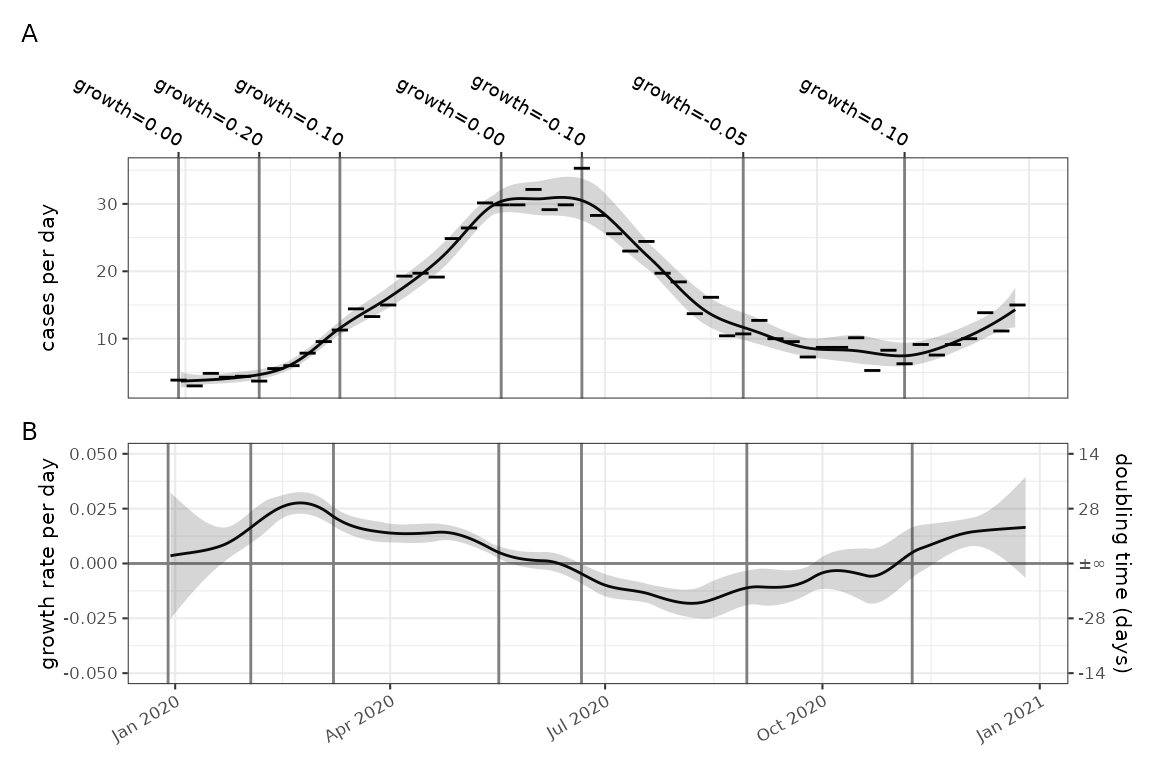 A
growth=0.00
growth=0.20
growth=0.10
growth=0.00
growth=-0.10
growth=-0.05
growth=0.10
cases per day
30
20
10
B
growth rate per day
0.050
0.025
0.000
-0.025
-0.050
14
28
±∞
-28
-14
doubling time (days)
Jan 2020
Apr 2020
Jul 2020
Oct 2020
Jan 2021